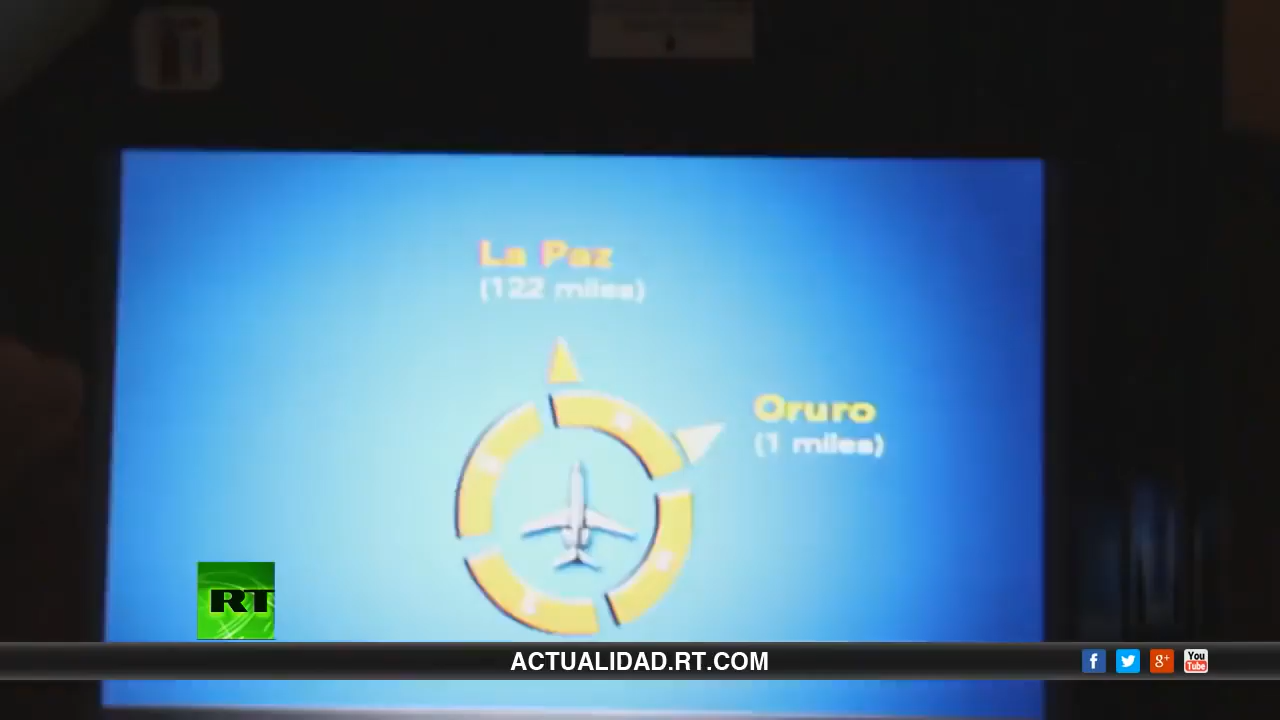 La Paz
(122 miles)
Oruro
(1 miles)
RT
ACTUALIDAD.RT.COM
f
g+
You
Tube